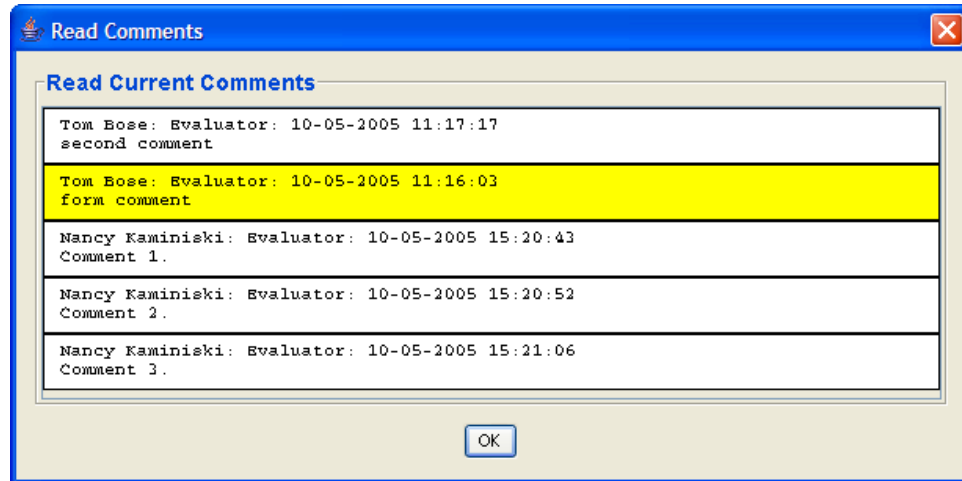 Read Comments
Read Current Comments
Tom Bose: Evaluator: 10-05-2005 11:17:17
second comment
Tom Bose: Evaluator: 10-05-2005 11:16:03
form comment
Nancy Kaminiski: Evaluator: 10-05-2005 15:20:43
Comment 1.
Nancy Kaminiski: Evaluator: 10-05-2005 15:20:52
Comment 2.
Nancy Kaminiski: Evaluator: 10-05-2005 15:21:06
Comment 3.
OK